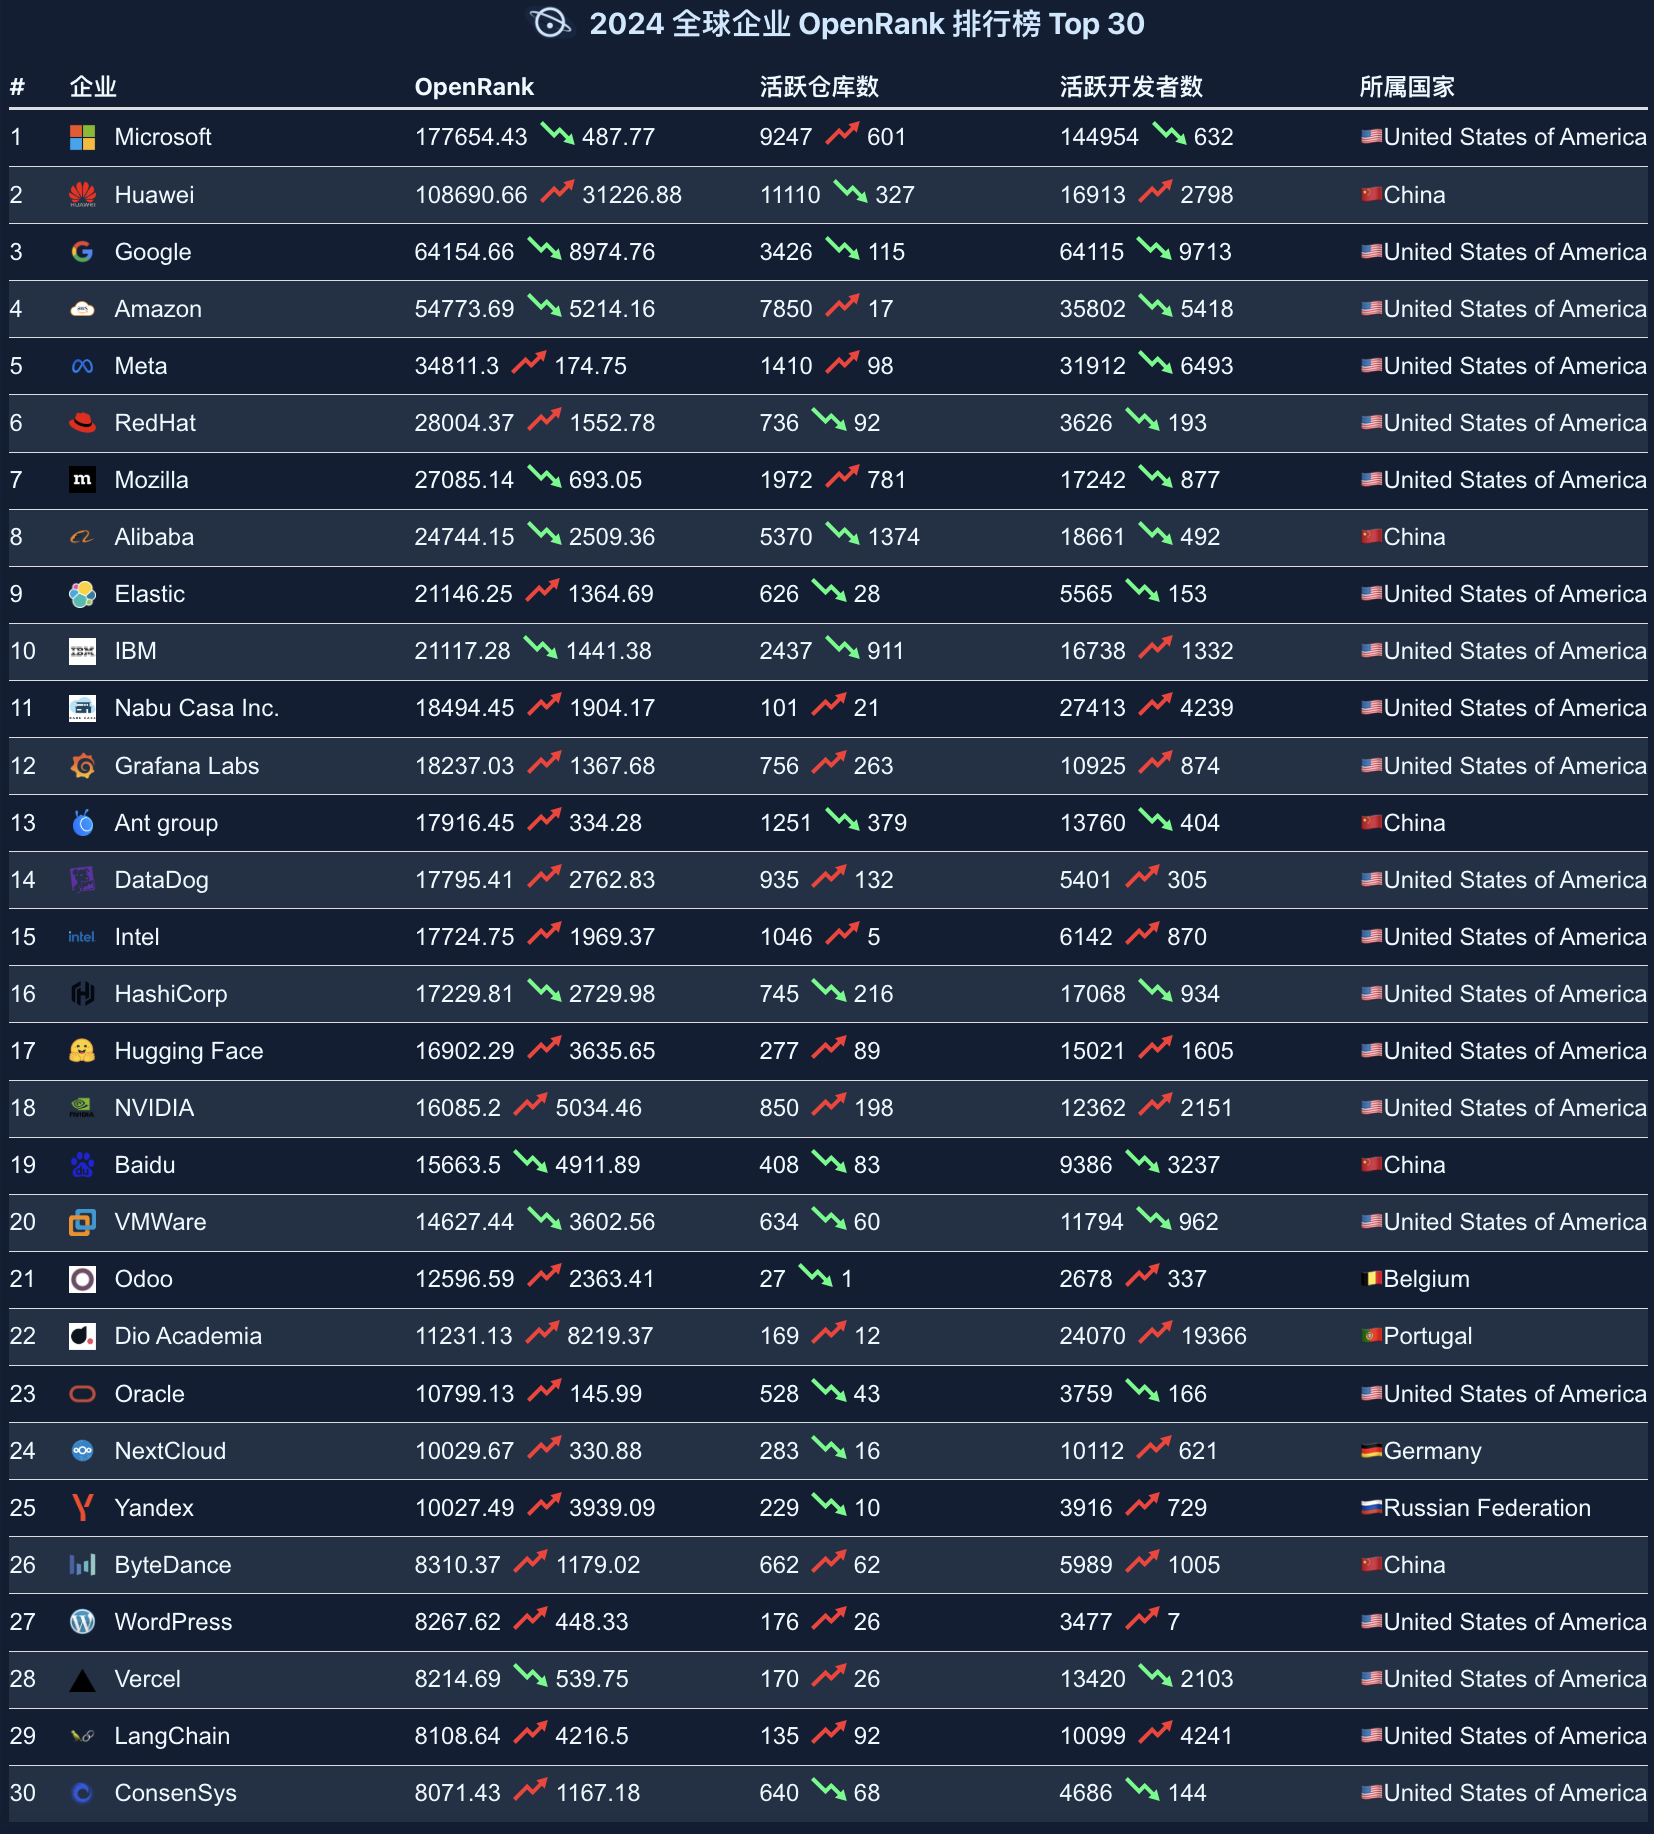 2024 全球企业 OpenRank 排行榜 Top 30
# 企业 OpenRank 活跃仓库数 活跃开发者数 所属国家
1 Microsoft 177654.43 487.77 9247 601 144954 632 United States of America
2 HUAWEI Huawei 108690.66 31226.88 11110 327 16913 2798 China
3 Google 64154.66 8974.76 3426 115 64115 9713 United States of America
4 Amazon 54773.69 5214.16 7850 17 35802 5418 United States of America
5 Meta 34811.3 174.75 1410 98 31912 6493 United States of America
6 RedHat 28004.37 1552.78 736 92 3626 193 United States of America
7 m Mozilla 27085.14 693.05 1972 781 17242 877 United States of America
8 Alibaba 24744.15 2509.36 5370 1374 18661 492 China
9 Elastic 21146.25 1364.69 626 28 5565 153 United States of America
10 IBM IBM 21117.28 1441.38 2437 911 16738 1332 United States of America
11 Nabu Casa Inc. 18494.45 1904.17 101 21 27413 4239 United States of America
12 Grafana Labs 18237.03 1367.68 756 263 10925 874 United States of America
13 Ant group 17916.45 334.28 1251 379 13760 404 China
14 DataDog 17795.41 2762.83 935 132 5401 305 United States of America
15 intel Intel 17724.75 1969.37 1046 5 6142 870 United States of America
16 HashiCorp 17229.81 2729.98 745 216 17068 934 United States of America
17 Hugging Face 16902.29 3635.65 277 89 15021 1605 United States of America
18 NVIDIA NVIDIA 16085.2 5034.46 850 198 12362 2151 United States of America
19 Baidu 15663.5 4911.89 408 83 9386 3237 China
20 VMWare 14627.44 3602.56 634 60 11794 962 United States of America
21 Odoo 12596.59 2363.41 27 1 2678 337 Belgium
22 Dio Academia 11231.13 8219.37 169 12 24070 19366 Portugal
23 Oracle 10799.13 145.99 528 43 3759 166 United States of America
24 NextCloud 10029.67 330.88 283 16 10112 621 Germany
25 Yandex 10027.49 3939.09 229 10 3916 729 Russian Federation
26 ByteDance 8310.37 1179.02 662 62 5989 1005 China
27 WordPress 8267.62 448.33 176 26 3477 7 United States of America
28 Vercel 8214.69 539.75 170 26 13420 2103 United States of America
29 LangChain 8108.64 4216.5 135 92 10099 4241 United States of America
30 ConsenSys 8071.43 1167.18 640 68 4686 144 United States of America